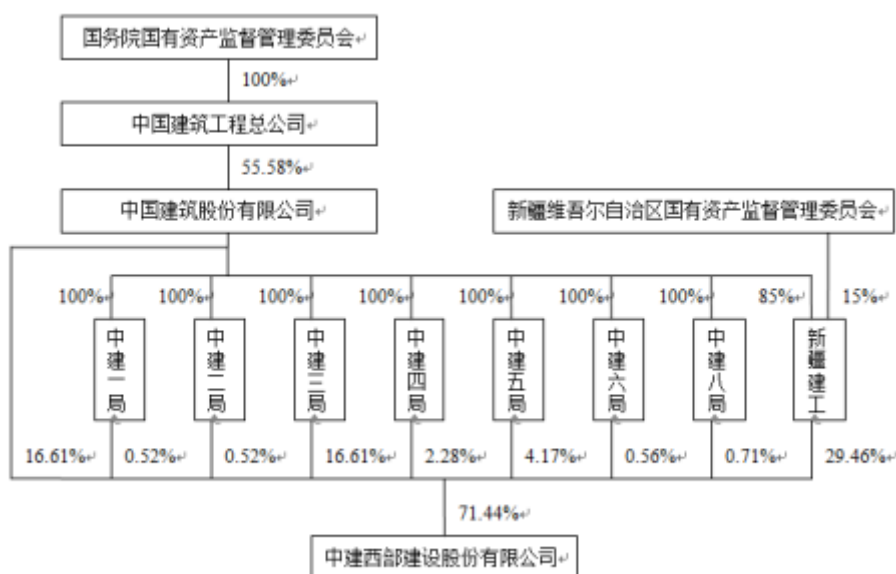 国务院国有资产监督管理委员会
100%
中国建筑工程总公司
55.58%
中国建筑股份有限公司
新疆维吾尔自治区国有资产监督管理委员会
100%
100%
100%
100%
100%
100%
100%
85%
15%
中建一局
中建二局
中建三局
中建四局
中建五局
中建六局
中建八局
新疆建工
16.61%
0.52%
0.52%
16.61%
2.28%
4.17%
0.56%
0.71%
29.46%
71.44%
中建西部建设股份有限公司